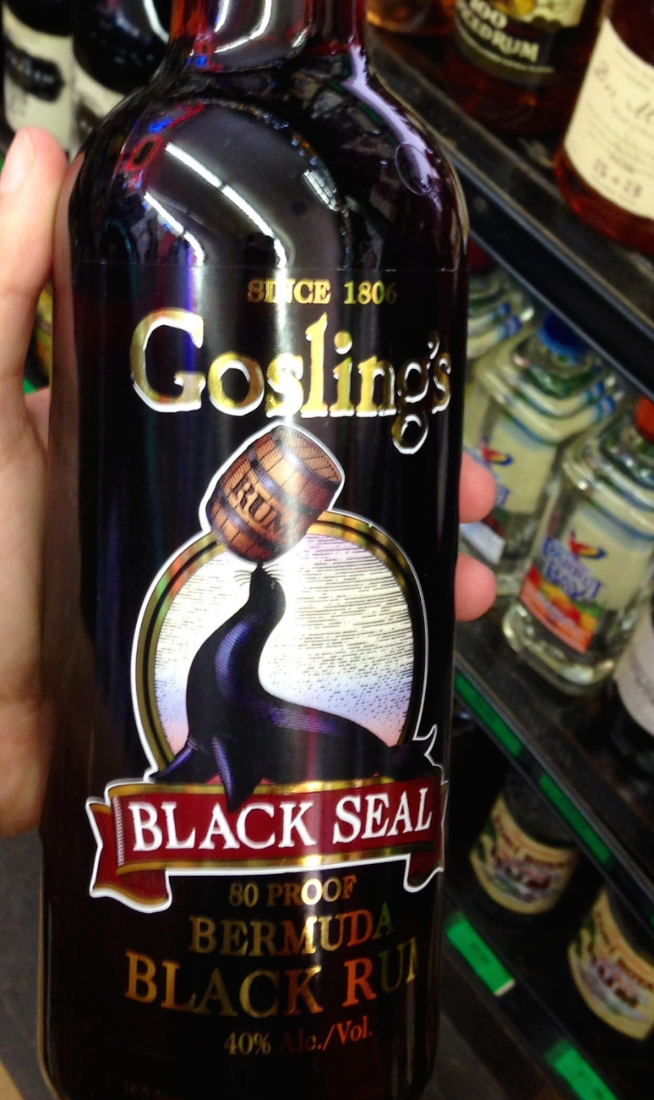 SINCE 1806
Gosling's
RUM
BLACK SEAL
80 PROOF
BERMUDA
BLACK RUM
40% Alc./Vol.